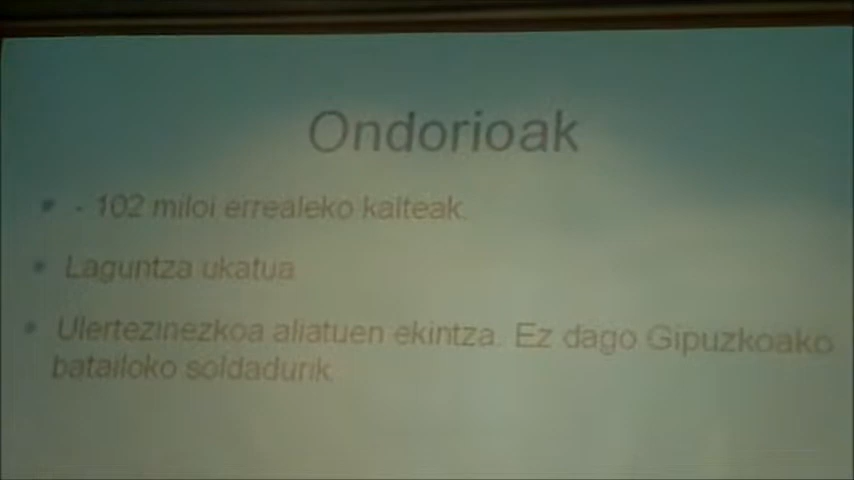 Ondorioak
- 102 miloi errealeko kalteak.
Laguntza ukatua
Ulertezinezkoa aliatuen ekintza. Ez dago Gipuzkoako
batailoko soldadurik.